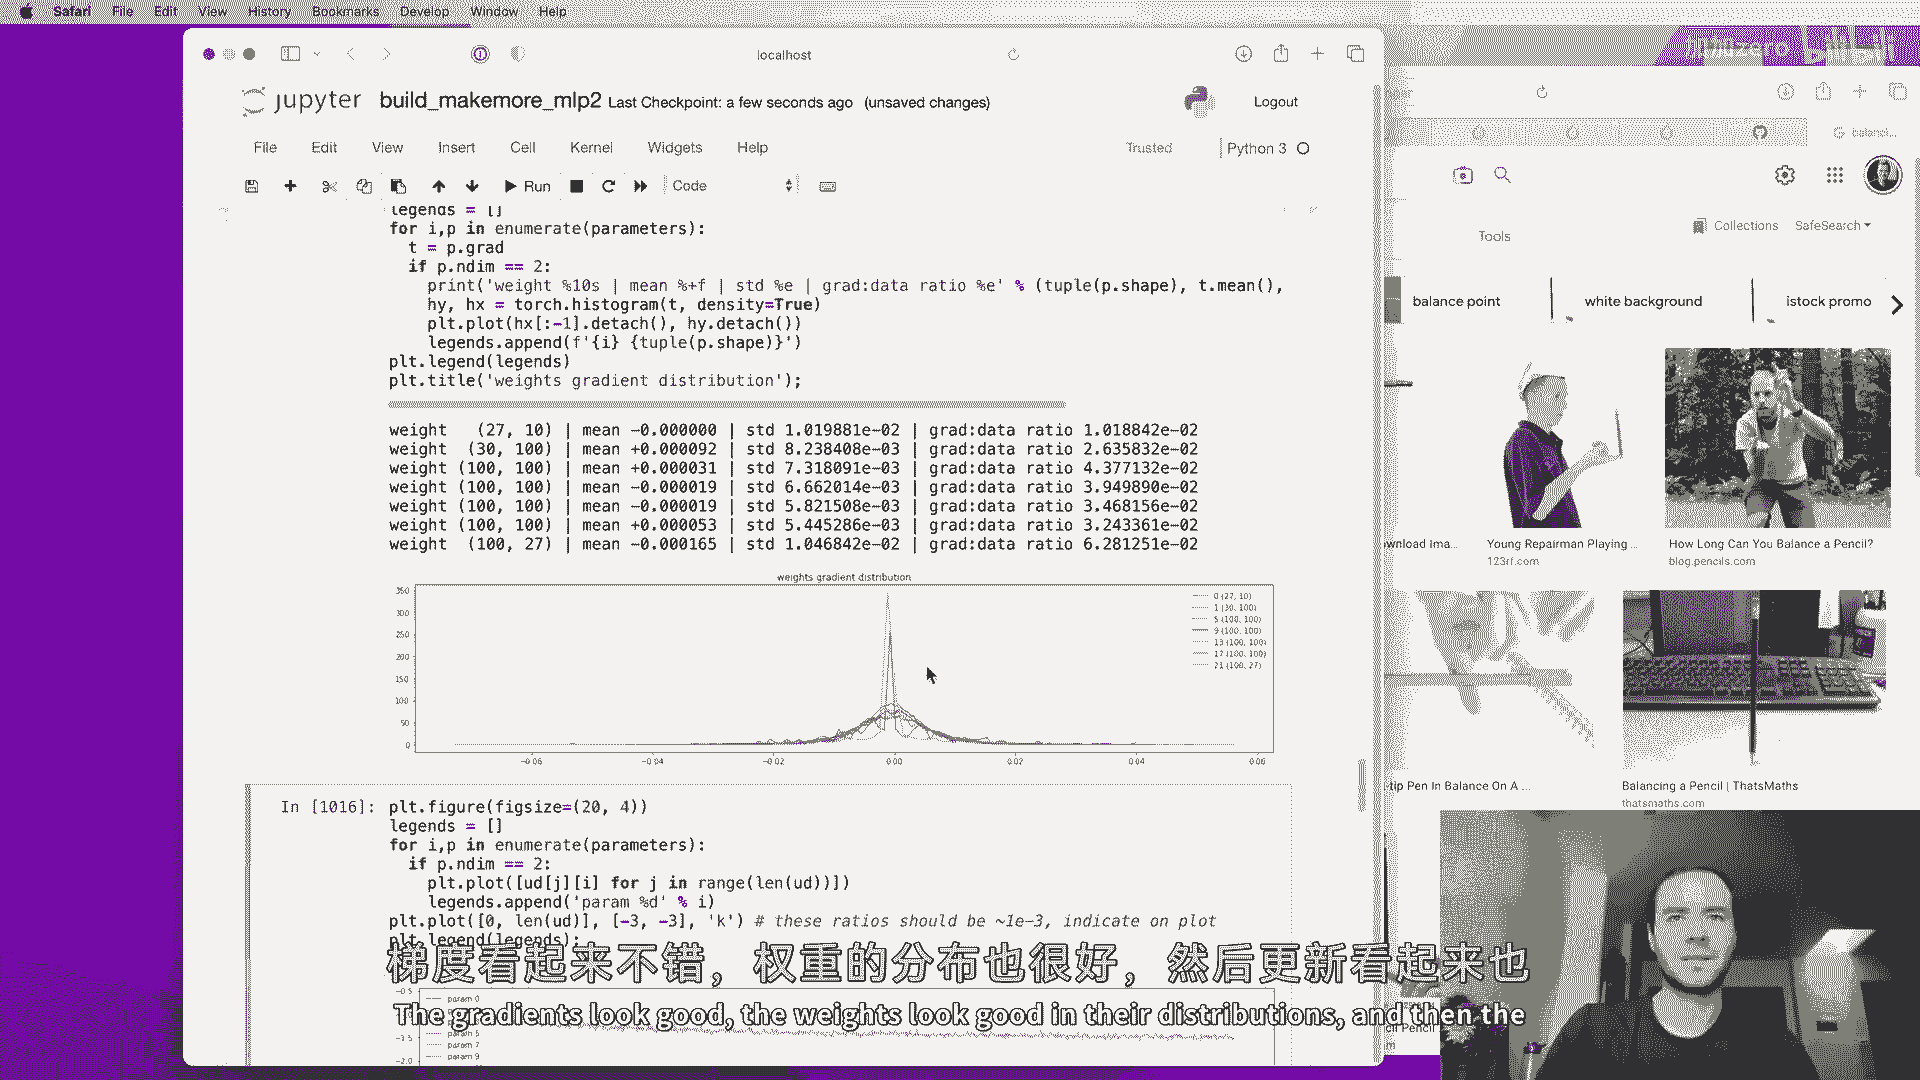 Safari File Edit View History Bookmarks Develop Window Help
localhost
jupyter build_makemore_mlp2 Last Checkpoint: a few seconds ago (unsaved changes)
Logout
File Edit View Insert Cell Kernel Widgets Help
Trusted
Python 3
Run
Code
legends = []
for i,p in enumerate(parameters):
t = p.grad
if p.ndim == 2:
print('weight %10s | mean %+f | std %e | grad:data ratio %e' % (tuple(p.shape), t.mean(),
hy, hx = torch.histogram(t, density=True)
plt.plot(hx[:-1].detach(), hy.detach())
legends.append(f'{i} {tuple(p.shape)}')
plt.legend(legends)
plt.title('weights gradient distribution');
weight (27, 10) | mean -0.000000 | std 1.019881e-02 | grad:data ratio 1.018842e-02
weight (30, 100) | mean +0.000092 | std 8.238408e-03 | grad:data ratio 2.635832e-02
weight (100, 100) | mean +0.000031 | std 7.318091e-03 | grad:data ratio 4.377132e-02
weight (100, 100) | mean -0.000019 | std 6.662014e-03 | grad:data ratio 3.949890e-02
weight (100, 100) | mean -0.000019 | std 5.821508e-03 | grad:data ratio 3.468156e-02
weight (100, 100) | mean +0.000053 | std 5.445286e-03 | grad:data ratio 3.243361e-02
weight (100, 27) | mean -0.000165 | std 1.046842e-02 | grad:data ratio 6.281251e-02
weights gradient distribution
350
300
250
200
150
100
50
0
-0.06 -0.04 -0.02 0.00 0.02 0.04 0.06
0 (27, 10)
1 (30, 100)
5 (100, 100)
9 (100, 100)
13 (100, 100)
17 (100, 100)
21 (100, 27)
In [1016]: plt.figure(figsize=(20, 4))
legends = []
for i,p in enumerate(parameters):
if p.ndim == 2:
plt.plot([ud[j][i] for j in range(len(ud))])
legends.append('param %d' % i)
plt.plot([0, len(ud)], [-3, -3], 'k') # these ratios should be ~1e-3, indicate on plot
plt.legend(legends);
-0.5
-1.5
-2.0
param 0
param 5
param 7
param 9
梯度看起来不错，权重的分布也很好，然后更新看起来也
The gradients look good, the weights look good in their distributions, and then the
Tools
Collections SafeSearch
balance point
white background
istock promo
wnload Ima...
Young Repairman Playing ...
123rf.com
How Long Can You Balance a Pencil?
blog.pencils.com
tip Pen In Balance On A ...
Balancing a Pencil | ThatsMaths
thatsmaths.com
balanci...